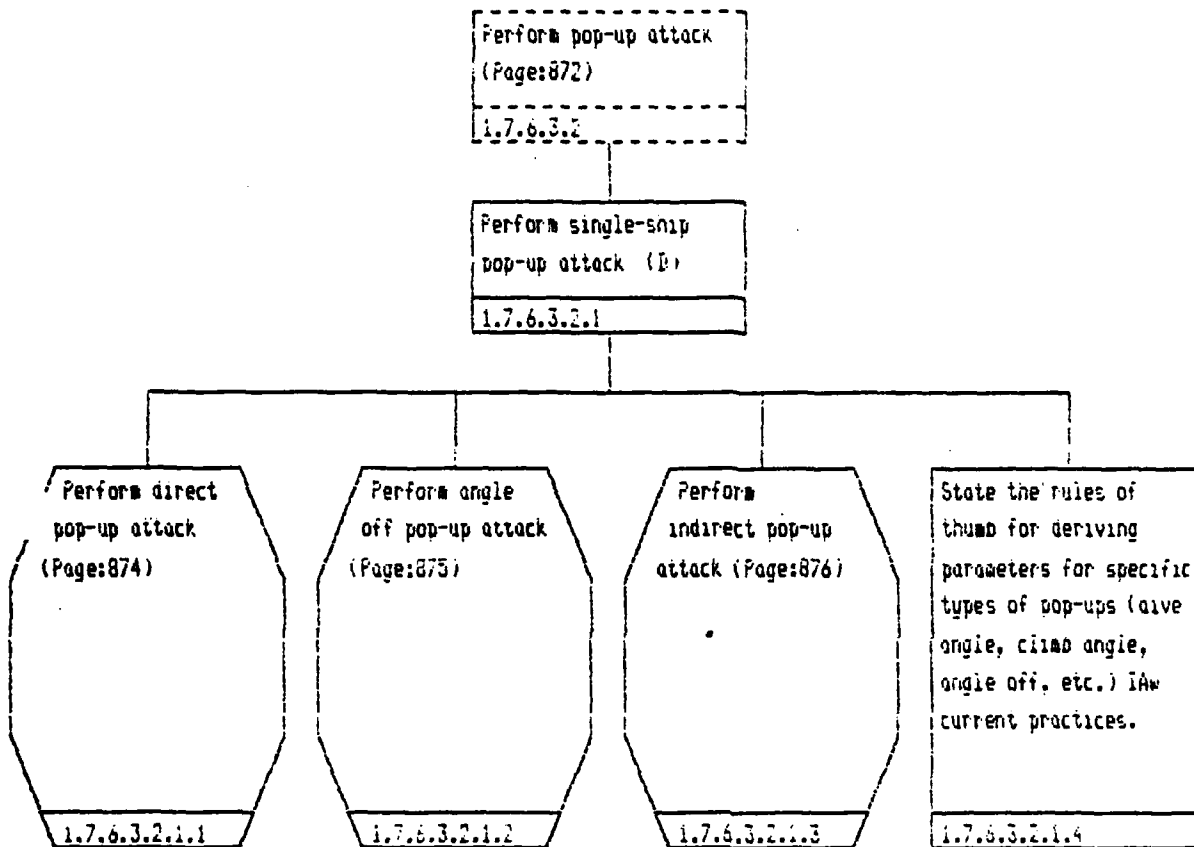 Perform pop-up attack
(Page:872)
1.7.6.3.2
Perform single-ship
pop-up attack (D)
1.7.6.3.2.1
Perform direct
pop-up attack
(Page:874)
1.7.6.3.2.1.1
Perform angle
off pop-up attack
(Page:875)
1.7.6.3.2.1.2
Perform
indirect pop-up
attack (Page:876)
1.7.6.3.2.1.3
State the rules of
thumb for deriving
parameters for specific
types of pop-ups (dive
angle, climb angle,
angle off, etc.) IAW
current practices.
1.7.6.3.2.1.4